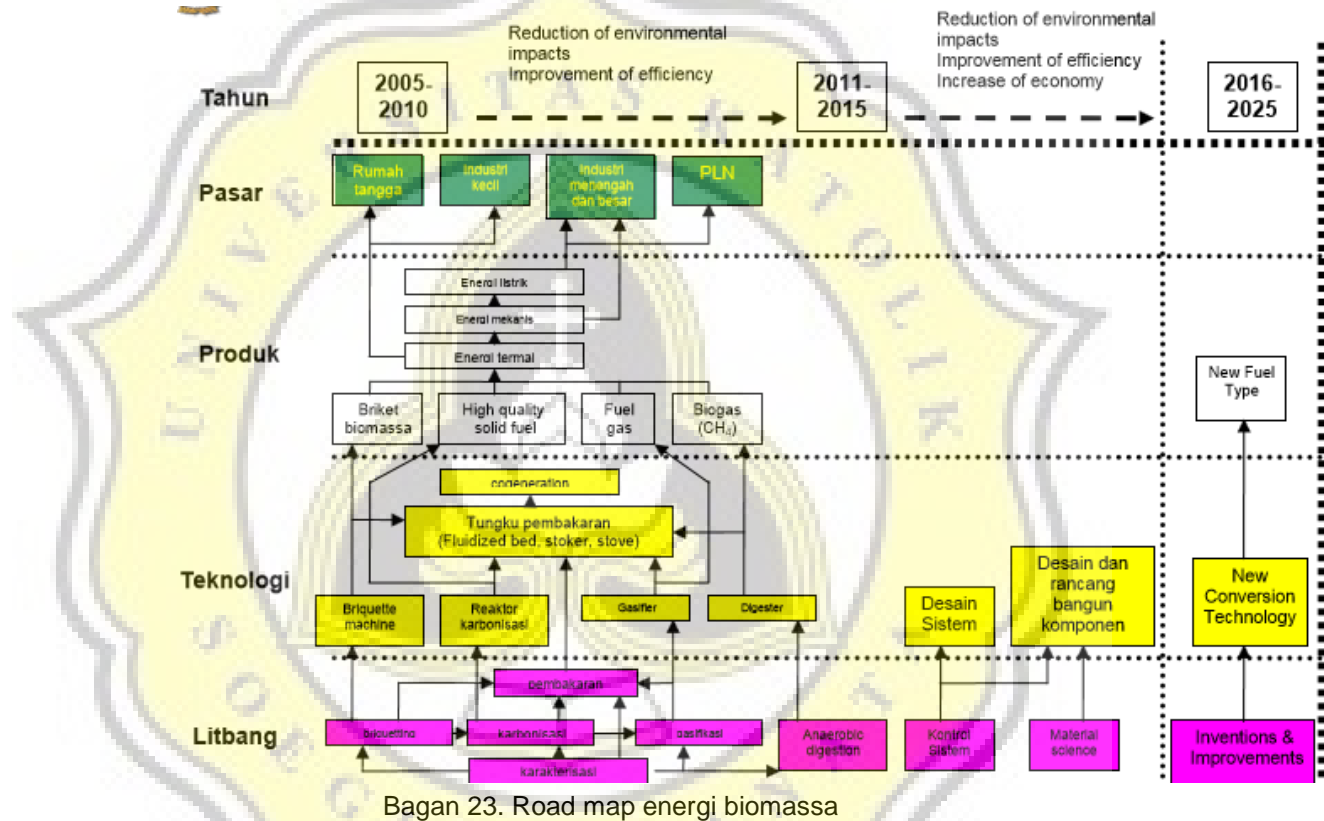 Reduction of environmental
impacts
Improvement of efficiency
Reduction of environmental
impacts
Improvement of efficiency
Increase of economy
Tahun
2005-
2010
2011-
2015
2016-
2025
Pasar
Rumah
tangga
Industri
kecil
Industri
menengah
dan besar
PLN
Energi listrik
Energi mekanis
Produk
Energi termal
New Fuel
Type
Briket
biomassa
High quality
solid fuel
Fuel
gas
Biogas
(CH₄)
cogeneration
Tungku pembakaran
(Fluidized bed, stoker, stove)
Teknologi
Briquette
machine
Reaktor
karbonisasi
Gasifier
Digester
Desain
Sistem
Desain dan
rancang
bangun
komponen
New
Conversion
Technology
pembakaran
Litbang
briquetting
karbonisasi
gasifikasi
Anaerobic
digestion
Kontrol
Sistem
Material
science
Inventions &
Improvements
karakterisasi
Bagan 23. Road map energi biomassa